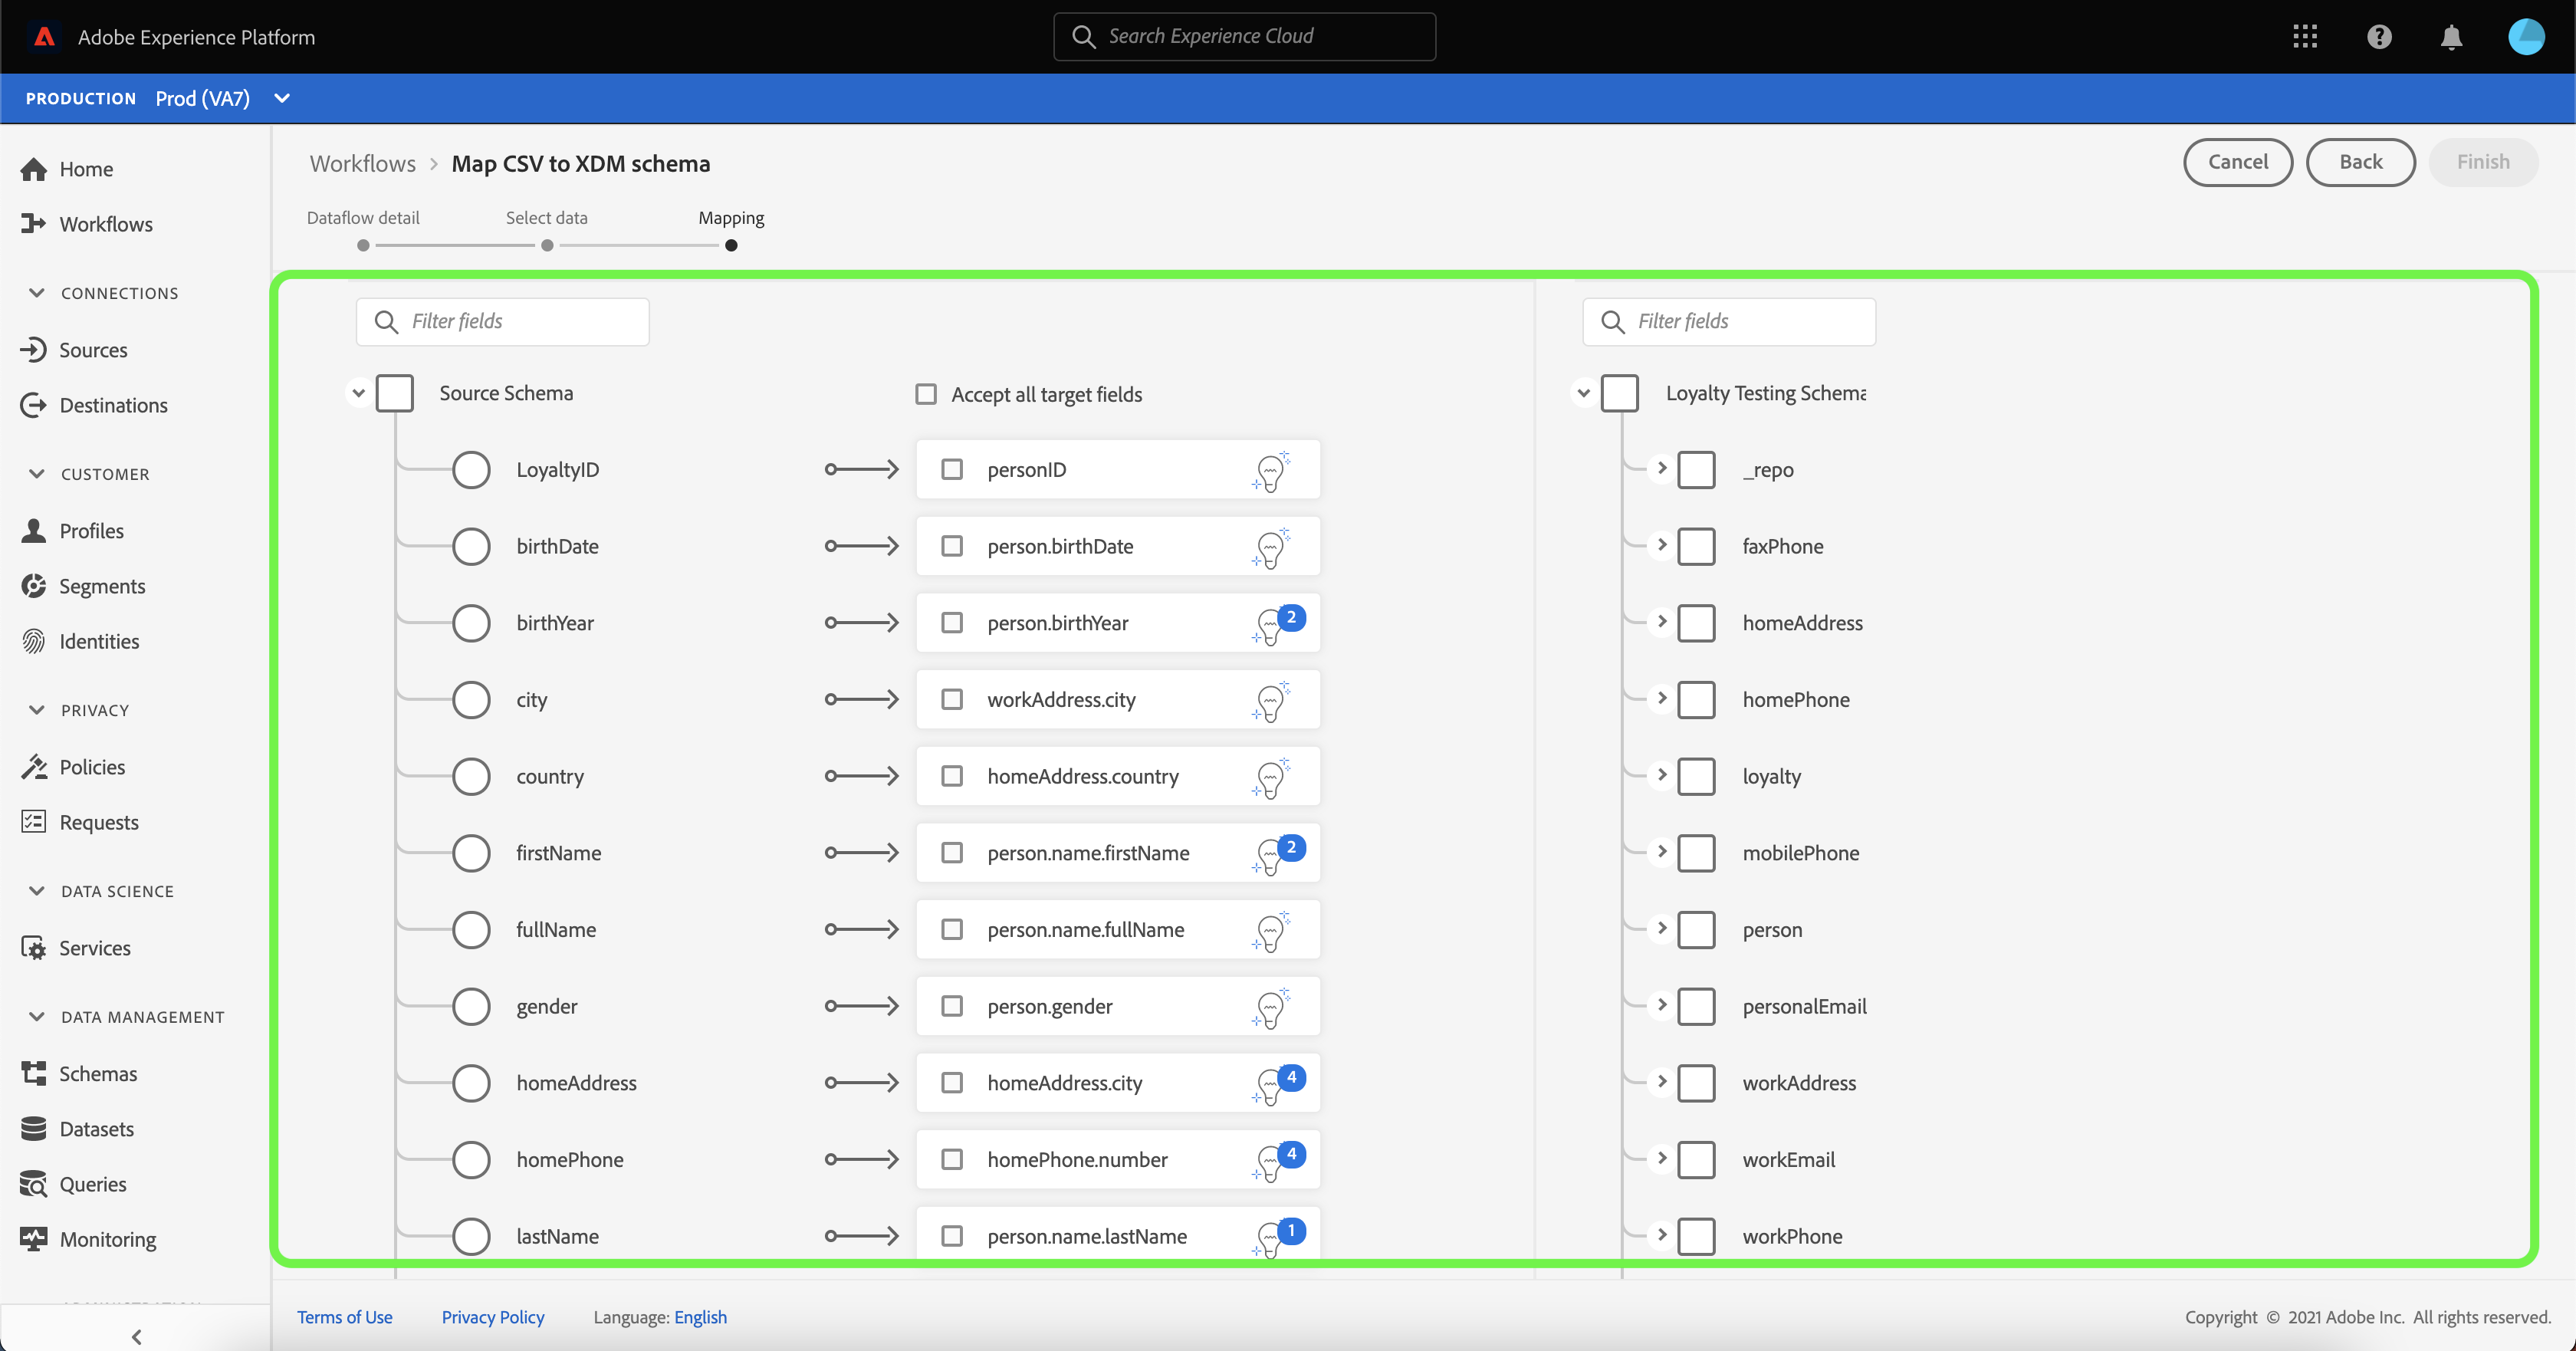 Adobe Experience Platform
Search Experience Cloud
PRODUCTION Prod (VA7)
Home
Workflows
CONNECTIONS
Sources
Destinations
CUSTOMER
Profiles
Segments
Identities
PRIVACY
Policies
Requests
DATA SCIENCE
Services
DATA MANAGEMENT
Schemas
Datasets
Queries
Monitoring
Workflows > Map CSV to XDM schema
Cancel
Back
Finish
Dataflow detail
Select data
Mapping
Filter fields
Source Schema
Accept all target fields
LoyaltyID
personID
birthDate
person.birthDate
birthYear
person.birthYear
2
city
workAddress.city
country
homeAddress.country
firstName
person.name.firstName
2
fullName
person.name.fullName
gender
person.gender
homeAddress
homeAddress.city
4
homePhone
homePhone.number
4
lastName
person.name.lastName
1
Filter fields
Loyalty Testing Schema
_repo
faxPhone
homeAddress
homePhone
loyalty
mobilePhone
person
personalEmail
workAddress
workEmail
workPhone
Terms of Use
Privacy Policy
Language: English
Copyright © 2021 Adobe Inc. All rights reserved.